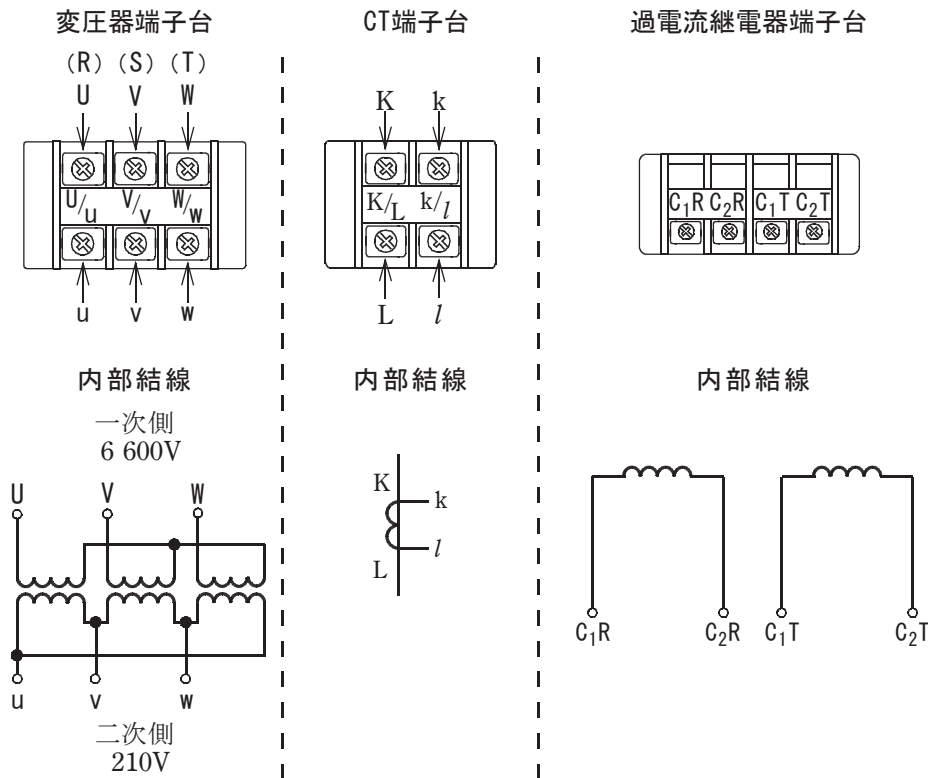 変圧器端子台
(R) (S) (T)
U V W
U/u V/v W/w
u v w
内部結線
一次側
6 600V
U V W
u v w
二次側
210V
CT端子台
K k
K/L k/l
L l
内部結線
K
k
l
L
過電流継電器端子台
C₁R C₂R C₁T C₂T
内部結線
C₁R C₂R C₁T C₂T